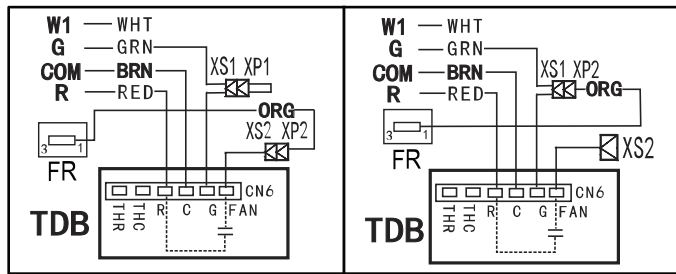 W1 WHT
G GRN
COM BRN
R RED
XS1 XP1
ORG
XS2 XP2
3 1
FR
CN6
THR THC R C G FAN
TDB
W1 WHT
G GRN
COM BRN
R RED
XS1 XP2
ORG
3 1
FR
XS2
CN6
THR THC R C G FAN
TDB